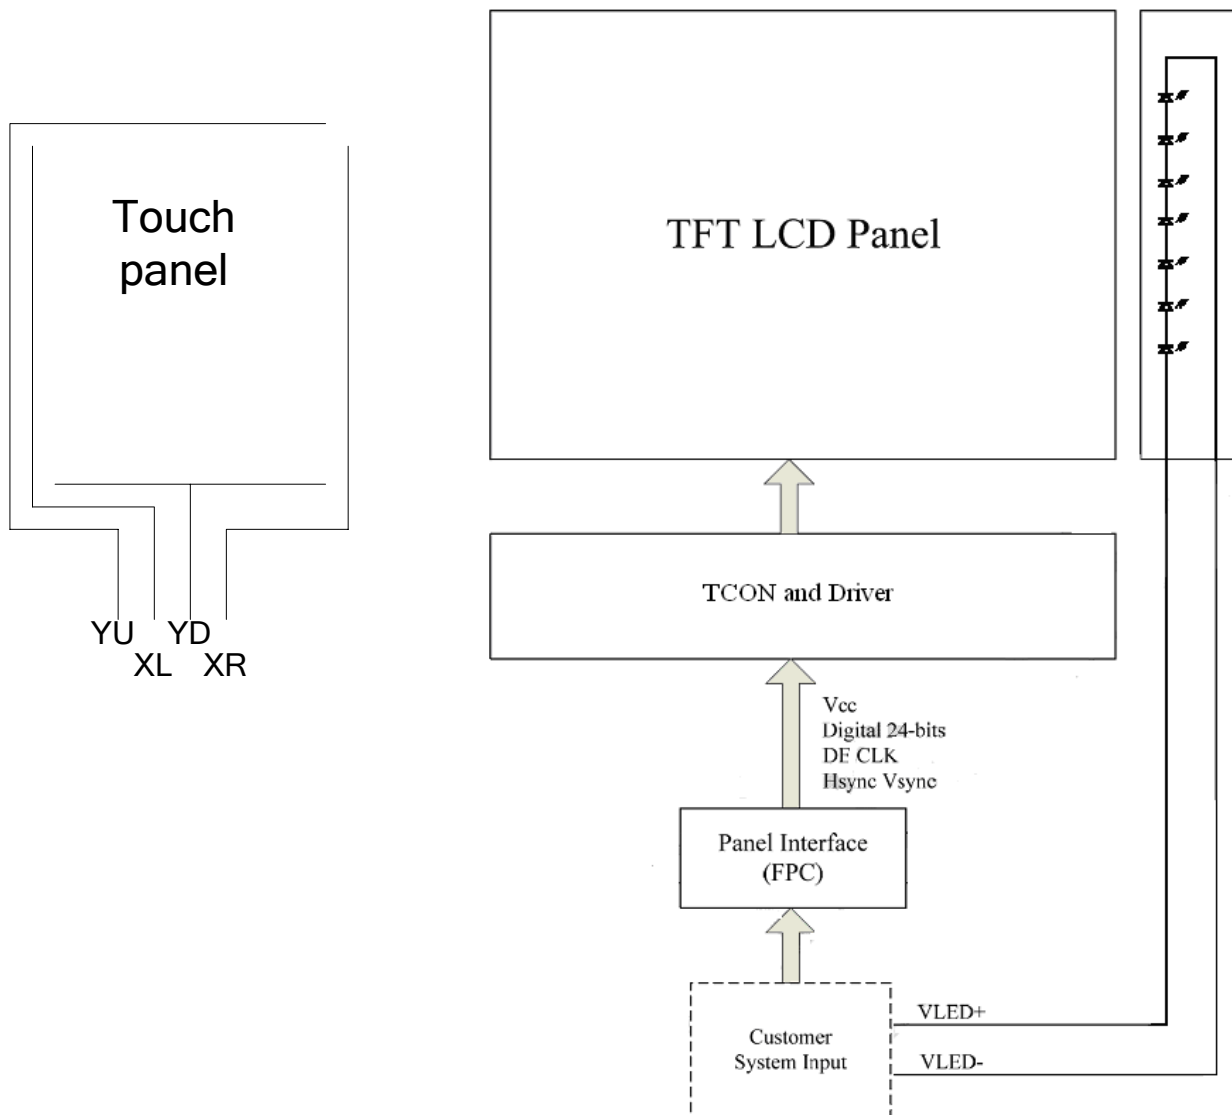 Touch
panel
YU
YD
XL
XR
TFT LCD Panel
TCON and Driver
Vcc
Digital 24-bits
DE CLK
Hsync Vsync
Panel Interface
(FPC)
Customer
System Input
VLED+
VLED-